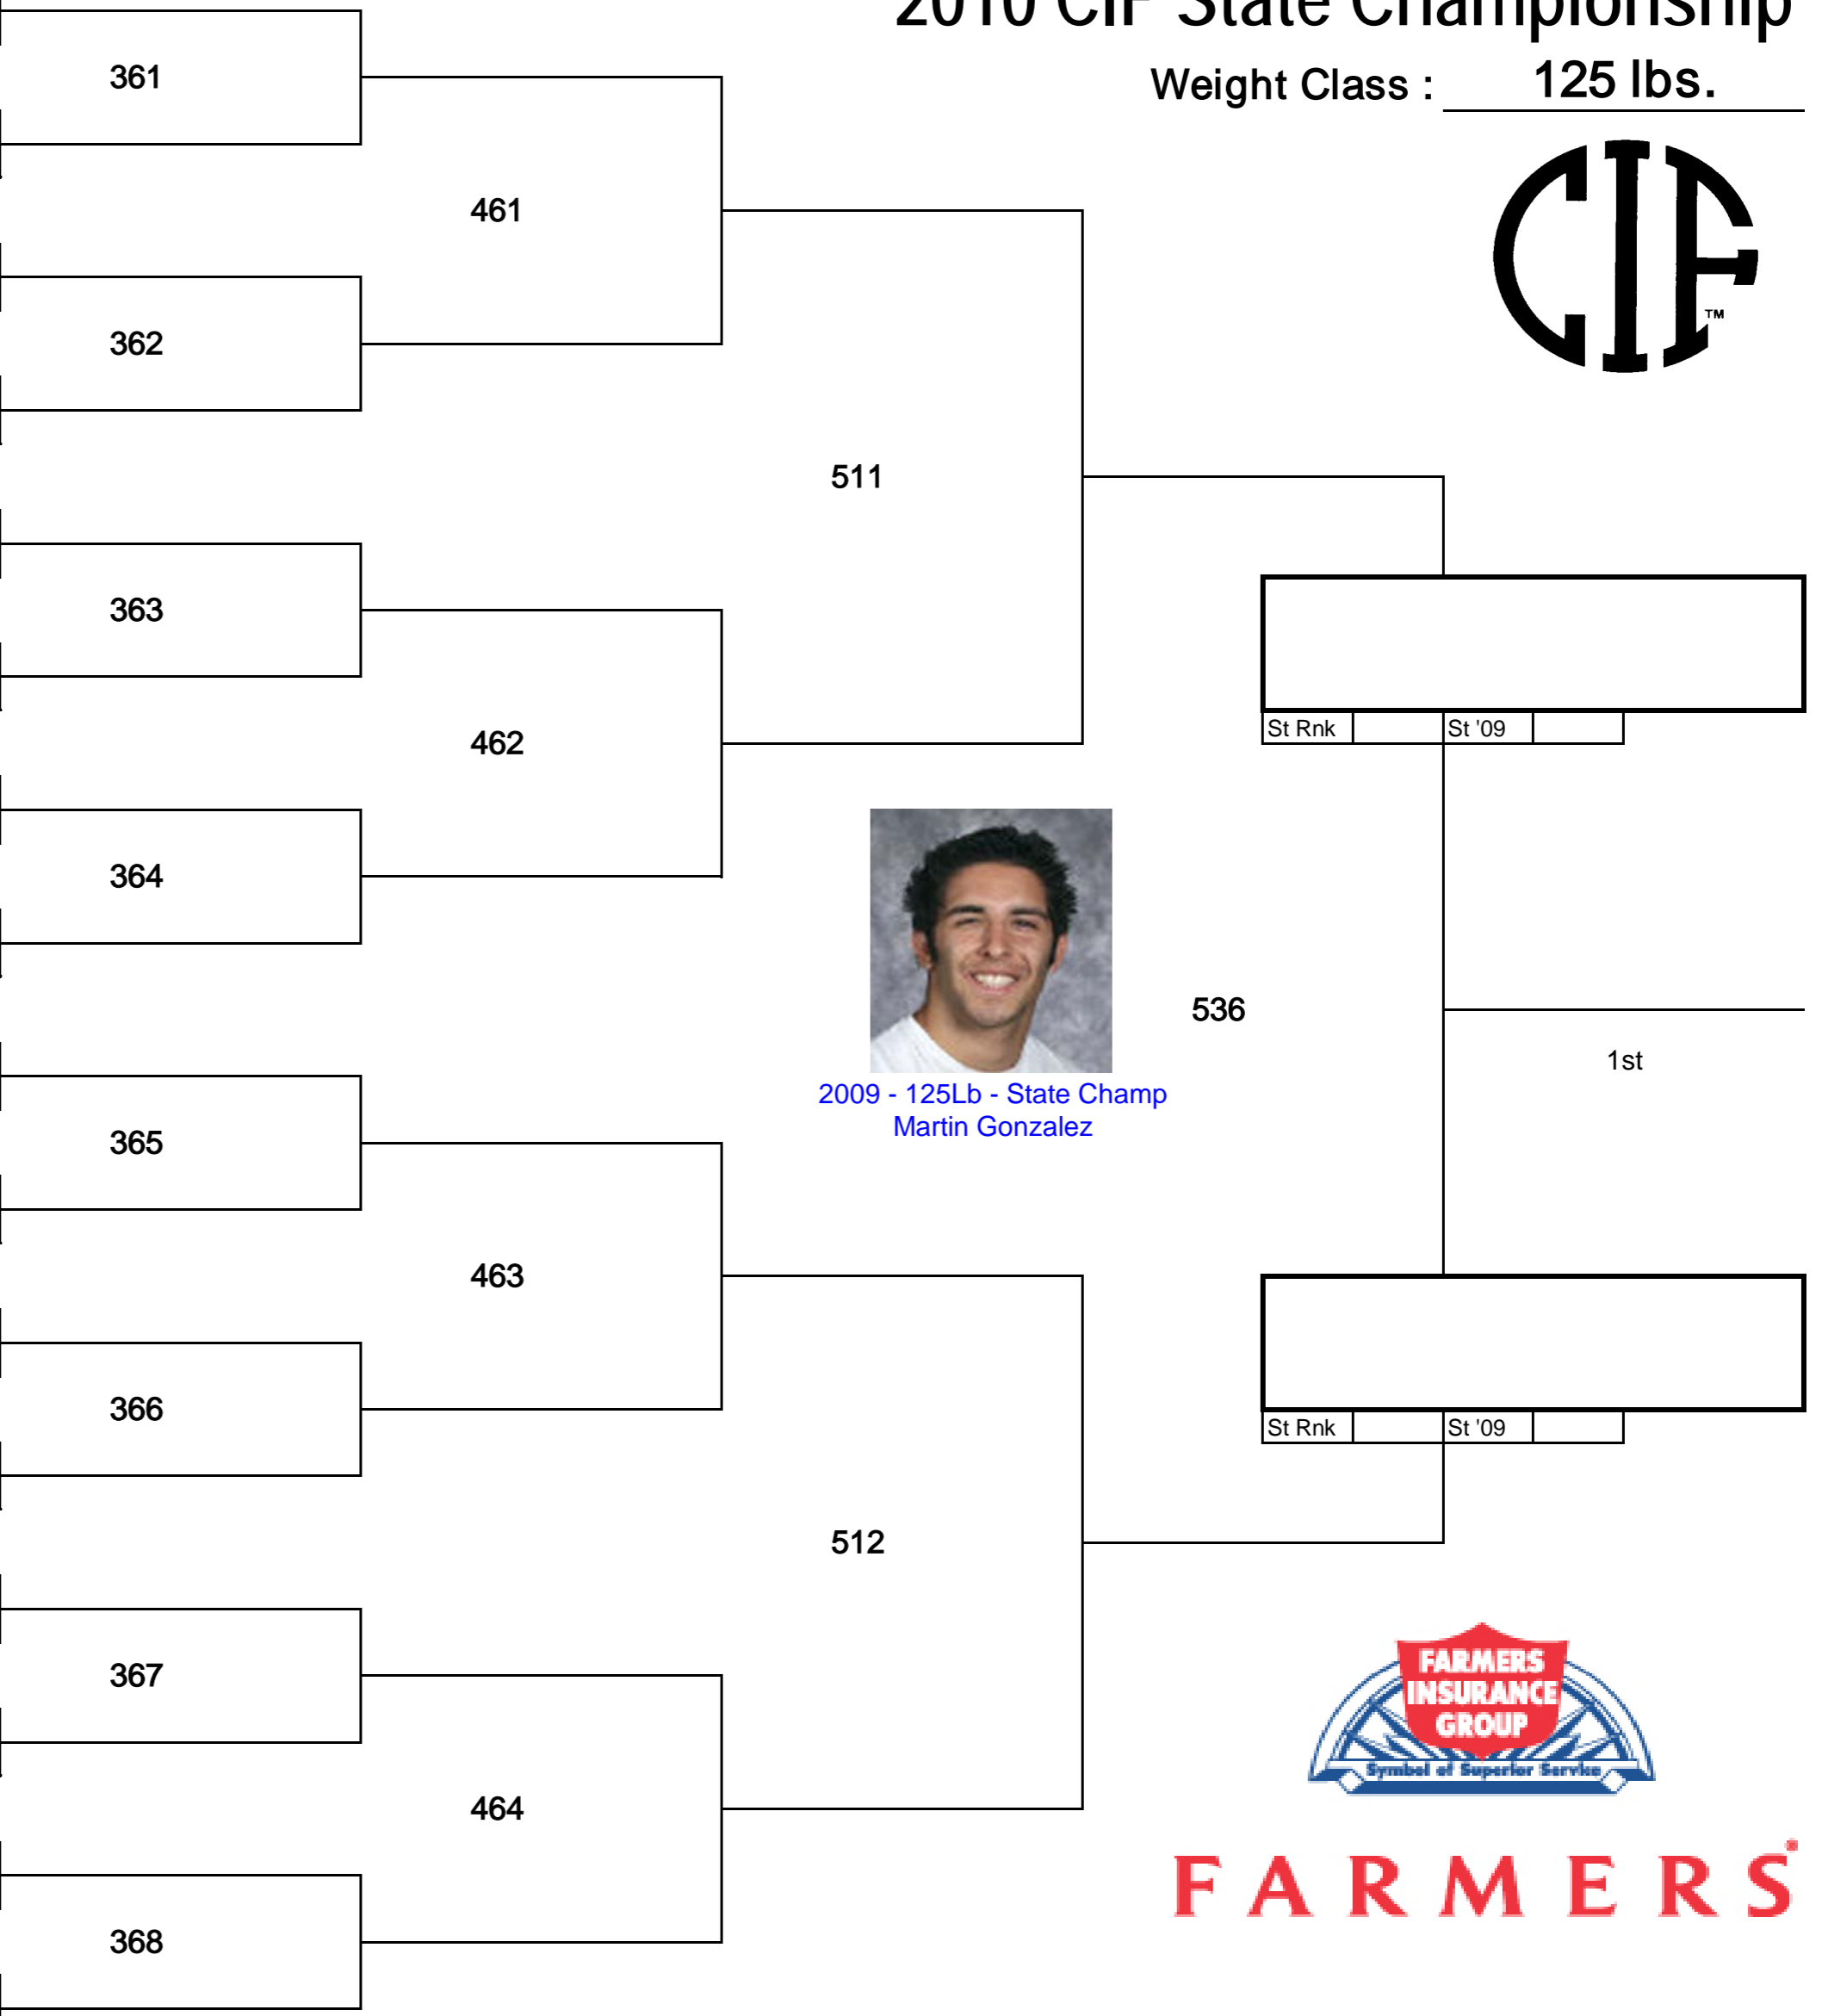 2010 CIF State Championship
Weight Class : 125 lbs.
CIF
TM
361
461
362
511
363
462
364
St Rnk St '09
2009 - 125Lb - State Champ
Martin Gonzalez
536
1st
365
463
366
St Rnk St '09
512
367
464
368
FARMERS
INSURANCE
GROUP
Symbol of Superior Service
FARMERS